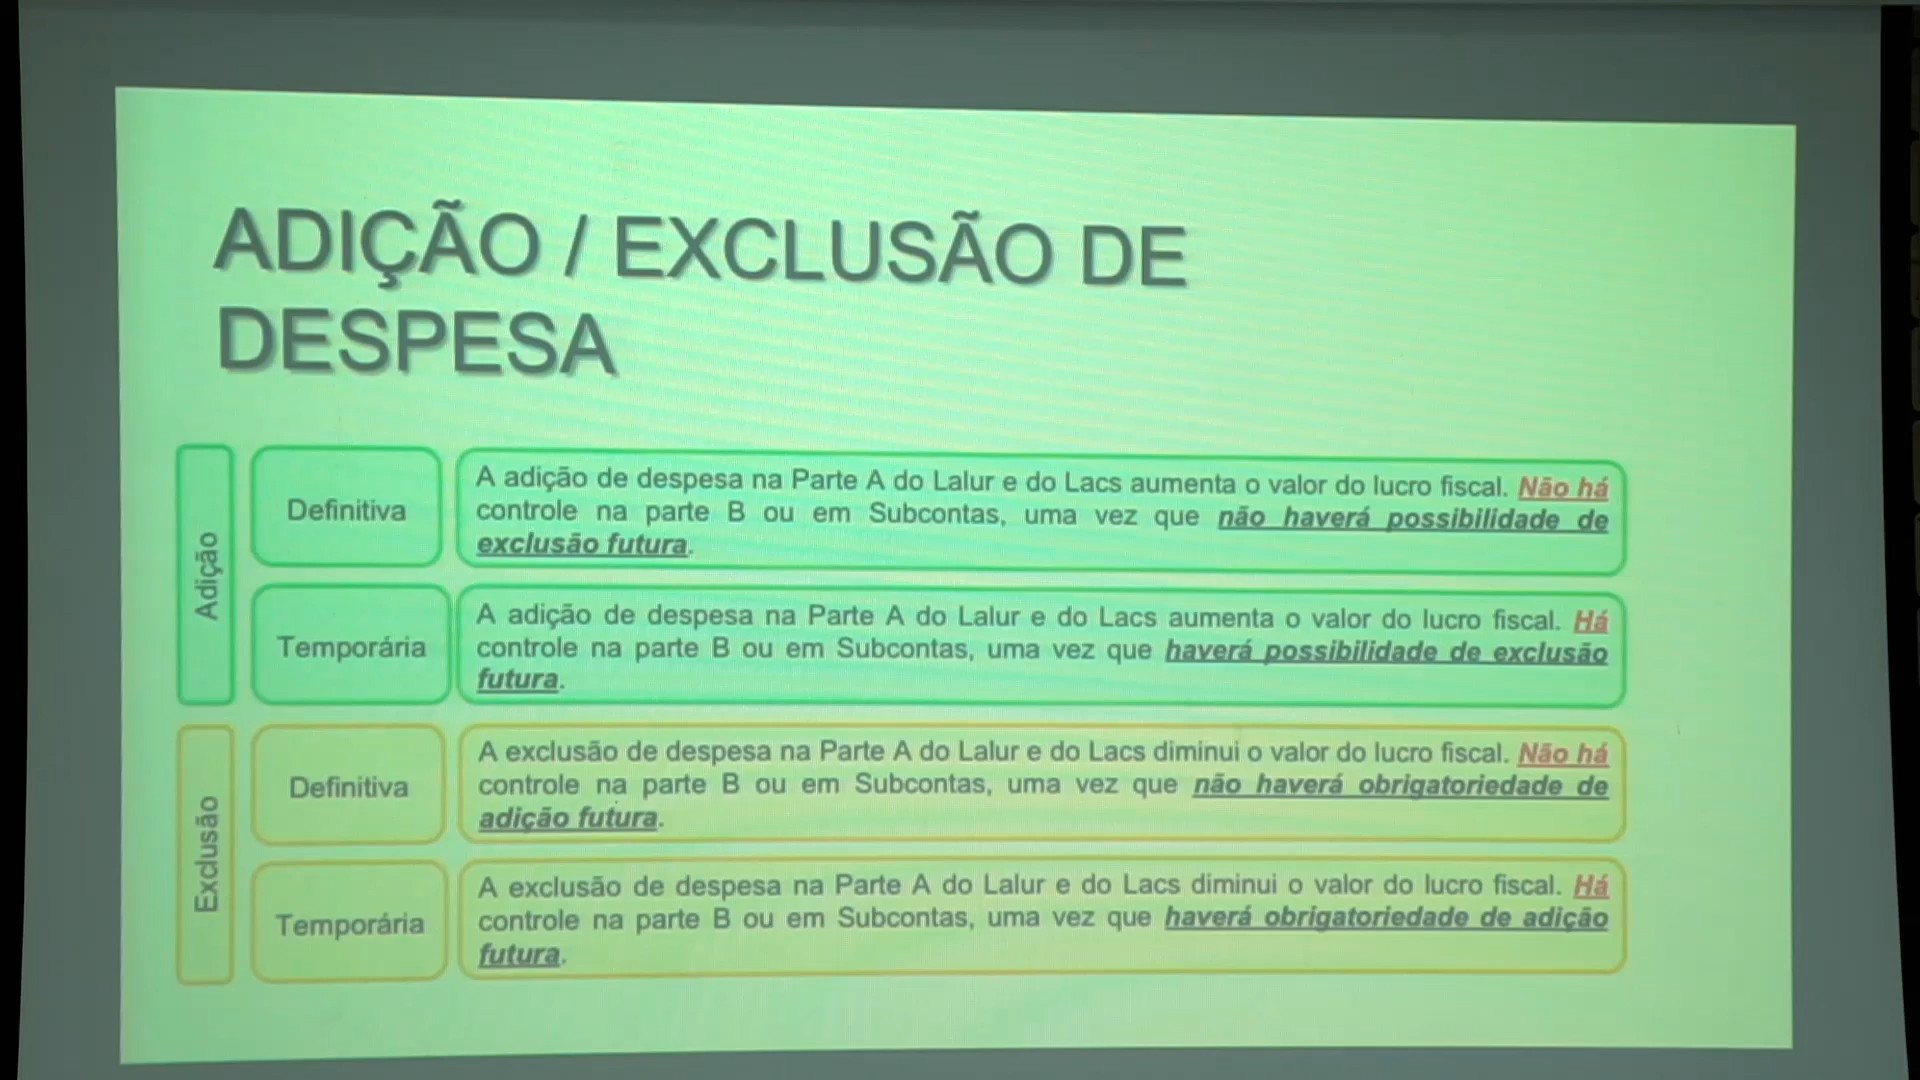 ADIÇÃO / EXCLUSÃO DE
DESPESA
Adição
Definitiva
A adição de despesa na Parte A do Lalur e do Lacs aumenta o valor do lucro fiscal. Não há
controle na parte B ou em Subcontas, uma vez que não haverá possibilidade de
exclusão futura.
Temporária
A adição de despesa na Parte A do Lalur e do Lacs aumenta o valor do lucro fiscal. Há
controle na parte B ou em Subcontas, uma vez que haverá possibilidade de exclusão
futura.
Exclusão
Definitiva
A exclusão de despesa na Parte A do Lalur e do Lacs diminui o valor do lucro fiscal. Não há
controle na parte B ou em Subcontas, uma vez que não haverá obrigatoriedade de
adição futura.
Temporária
A exclusão de despesa na Parte A do Lalur e do Lacs diminui o valor do lucro fiscal. Há
controle na parte B ou em Subcontas, uma vez que haverá obrigatoriedade de adição
futura.